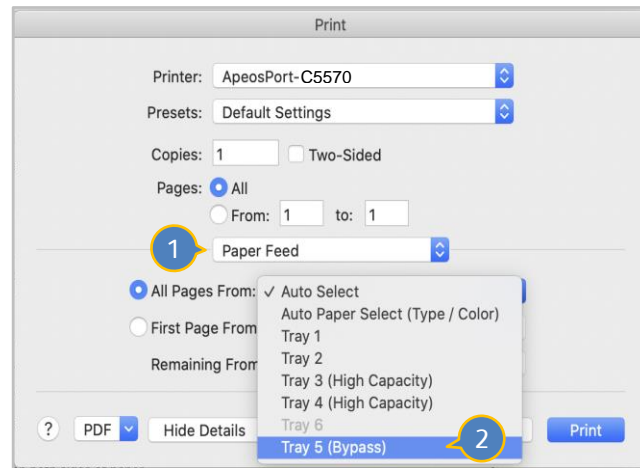 Print
Printer: ApeosPort-C5570
Presets: Default Settings
Copies: 1 Two-Sided
Pages: All
From: 1 to: 1
1 Paper Feed
All Pages From: ✓ Auto Select
Auto Paper Select (Type / Color)
First Page From
Tray 1
Tray 2
Remaining From
Tray 3 (High Capacity)
Tray 4 (High Capacity)
Tray 6
? PDF Hide Details Print
Tray 5 (Bypass) 2